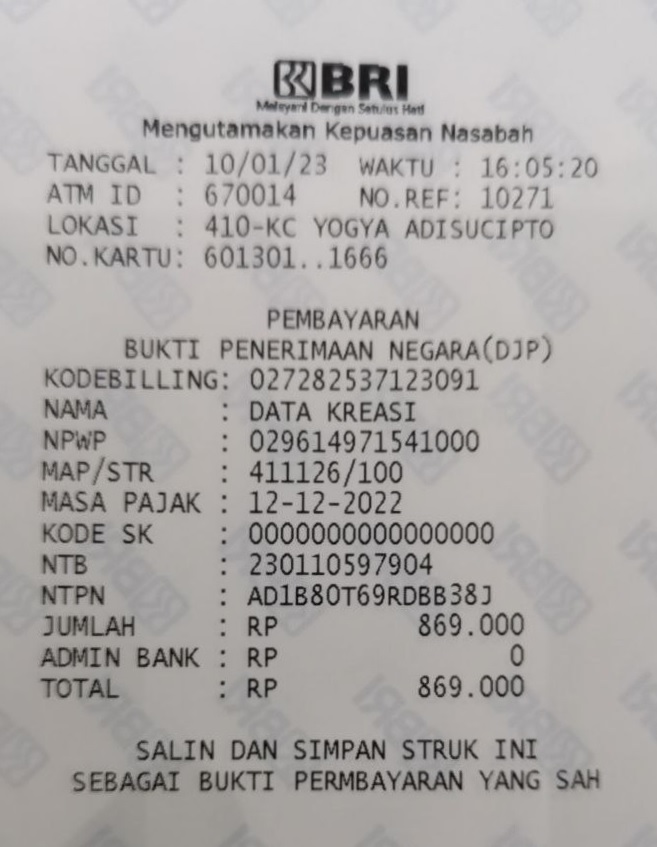 BRI
Melayani Dengan Setulus Hati
Mengutamakan Kepuasan Nasabah
TANGGAL : 10/01/23 WAKTU : 16:05:20
ATM ID : 670014 NO.REF: 10271
LOKASI : 410-KC YOGYA ADISUCIPTO
NO.KARTU: 601301..1666
PEMBAYARAN
BUKTI PENERIMAAN NEGARA(DJP)
KODEBILLING: 027282537123091
NAMA : DATA KREASI
NPWP : 029614971541000
MAP/STR : 411126/100
MASA PAJAK : 12-12-2022
KODE SK : 0000000000000000
NTB : 230110597904
NTPN : AD1B80T69RDBB38J
JUMLAH : RP 869.000
ADMIN BANK : RP 0
TOTAL : RP 869.000
SALIN DAN SIMPAN STRUK INI
SEBAGAI BUKTI PERMBAYARAN YANG SAH